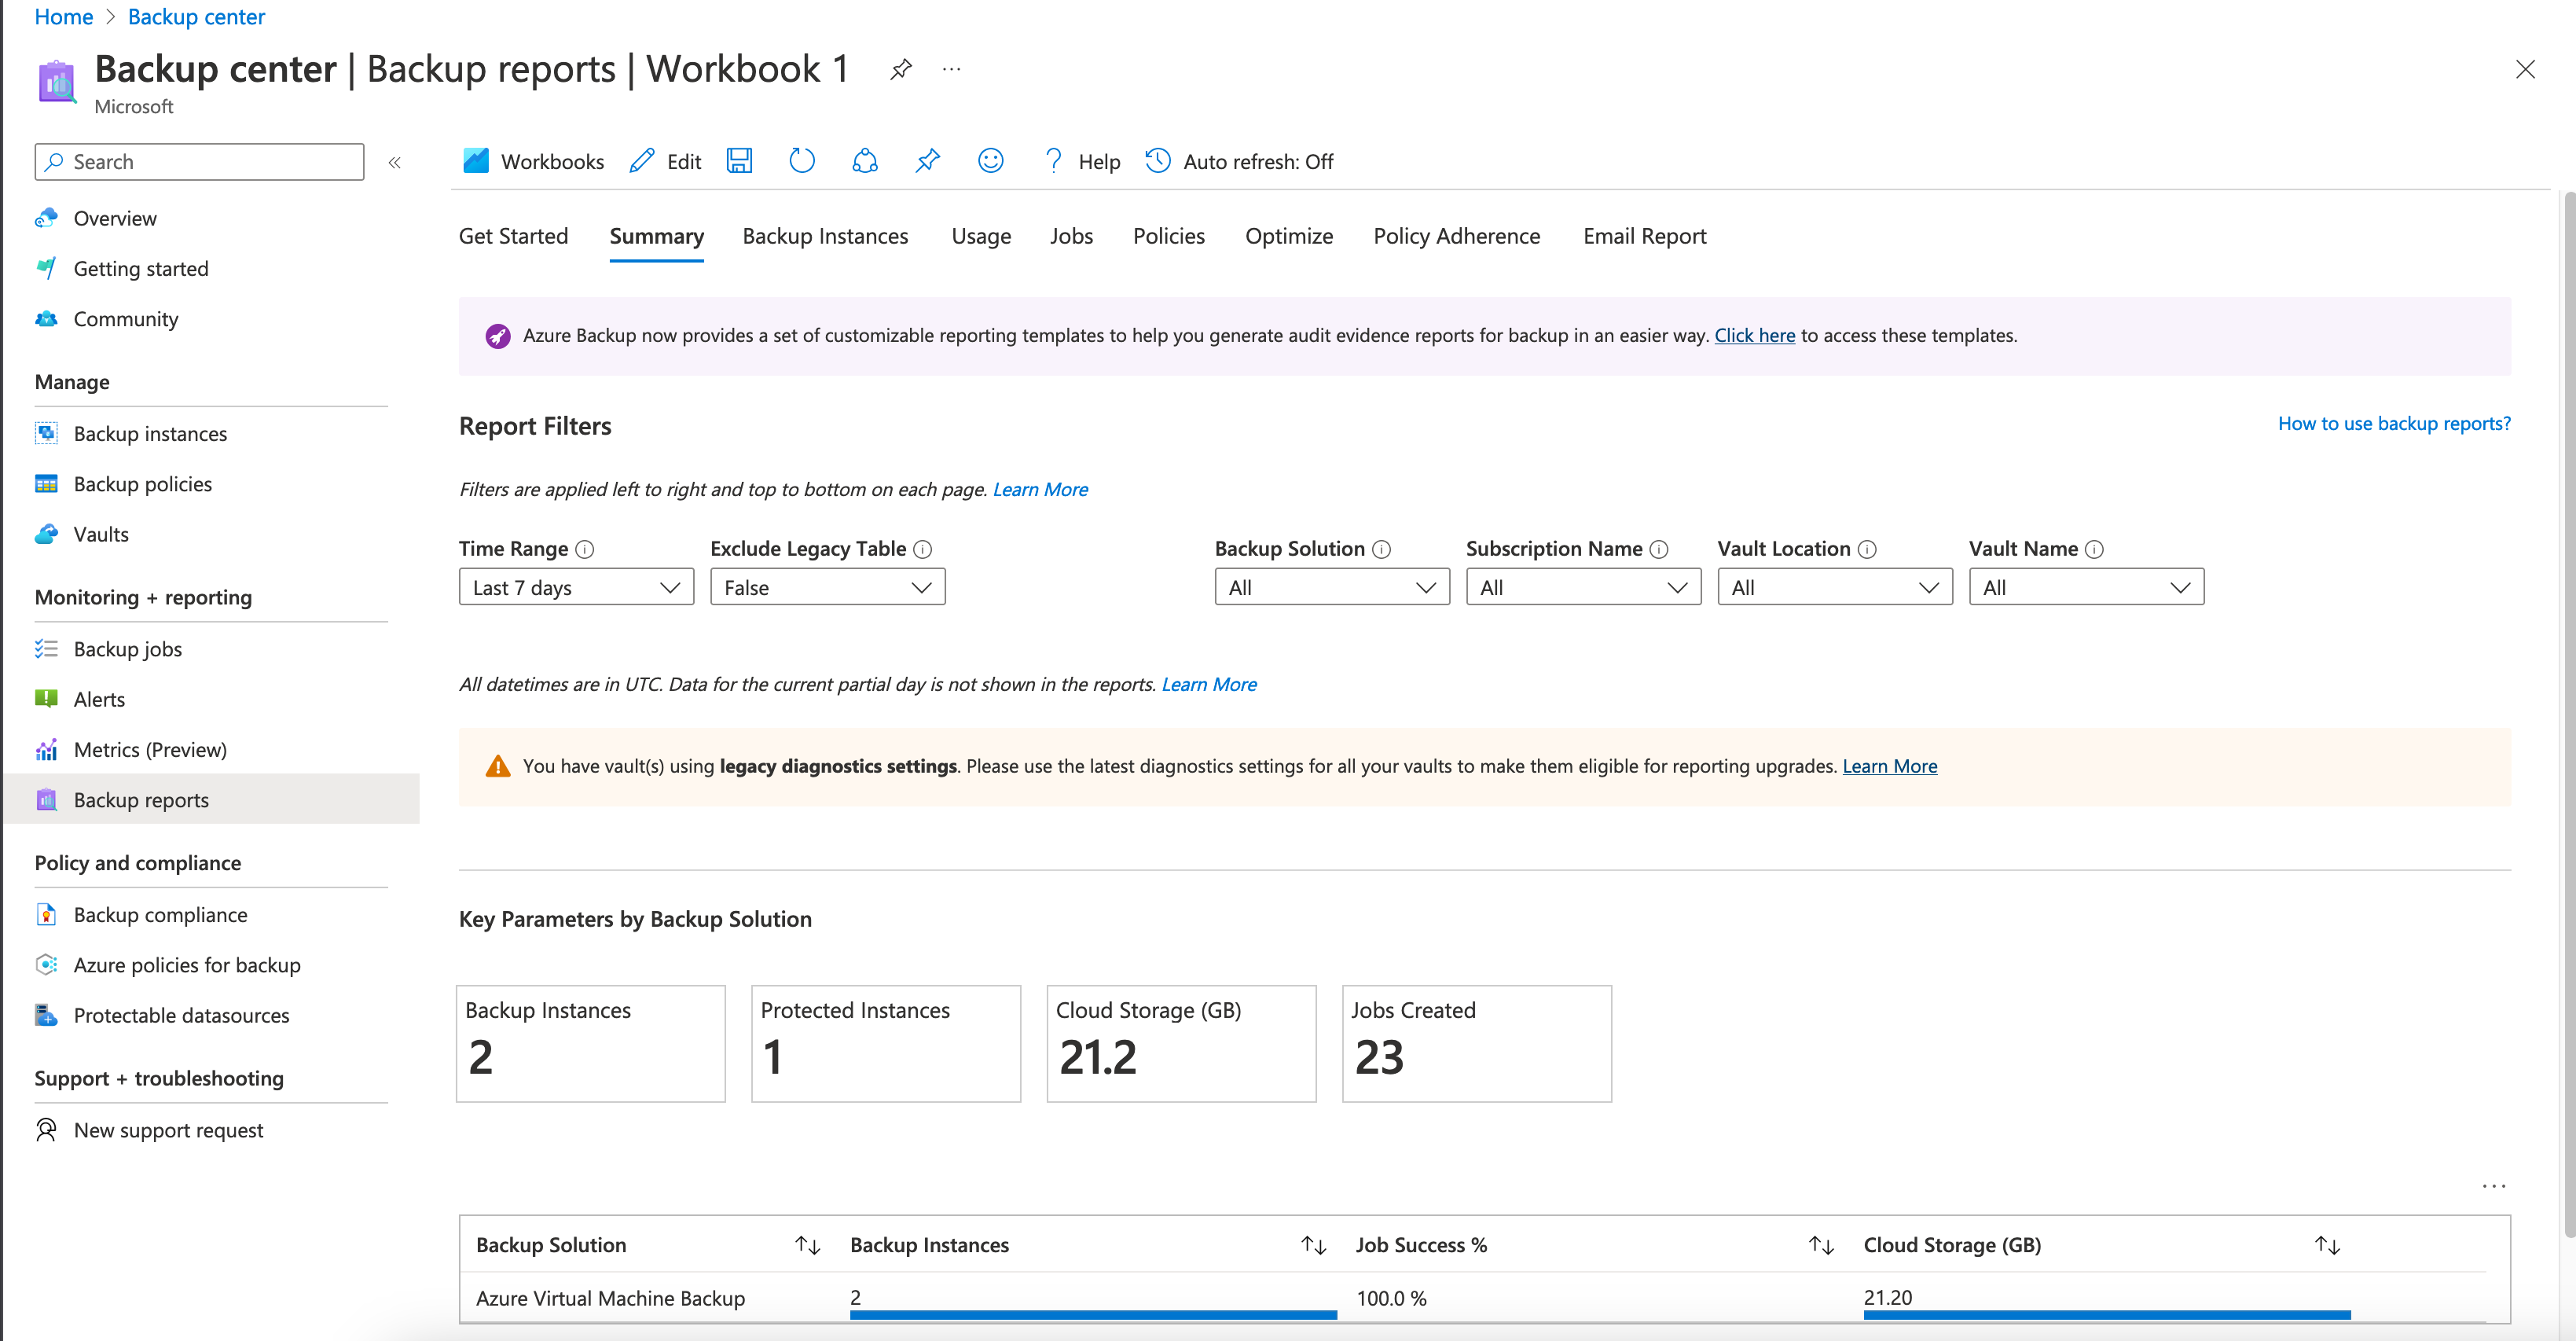 Home > Backup center
Backup center | Backup reports | Workbook 1 ...
Microsoft
Search
«
Overview
Getting started
Community
Manage
Backup instances
Backup policies
Vaults
Monitoring + reporting
Backup jobs
Alerts
Metrics (Preview)
Backup reports
Policy and compliance
Backup compliance
Azure policies for backup
Protectable datasources
Support + troubleshooting
New support request
Workbooks Edit Help Auto refresh: Off
Get Started Summary Backup Instances Usage Jobs Policies Optimize Policy Adherence Email Report
Azure Backup now provides a set of customizable reporting templates to help you generate audit evidence reports for backup in an easier way. Click here to access these templates.
Report Filters How to use backup reports?
Filters are applied left to right and top to bottom on each page. Learn More
Time Range Exclude Legacy Table Backup Solution Subscription Name Vault Location Vault Name
Last 7 days False All All All All
All datetimes are in UTC. Data for the current partial day is not shown in the reports. Learn More
You have vault(s) using legacy diagnostics settings. Please use the latest diagnostics settings for all your vaults to make them eligible for reporting upgrades. Learn More
Key Parameters by Backup Solution
Backup Instances Protected Instances Cloud Storage (GB) Jobs Created
2 1 21.2 23
...
Backup Solution Backup Instances Job Success % Cloud Storage (GB)
Azure Virtual Machine Backup 2 100.0 % 21.20